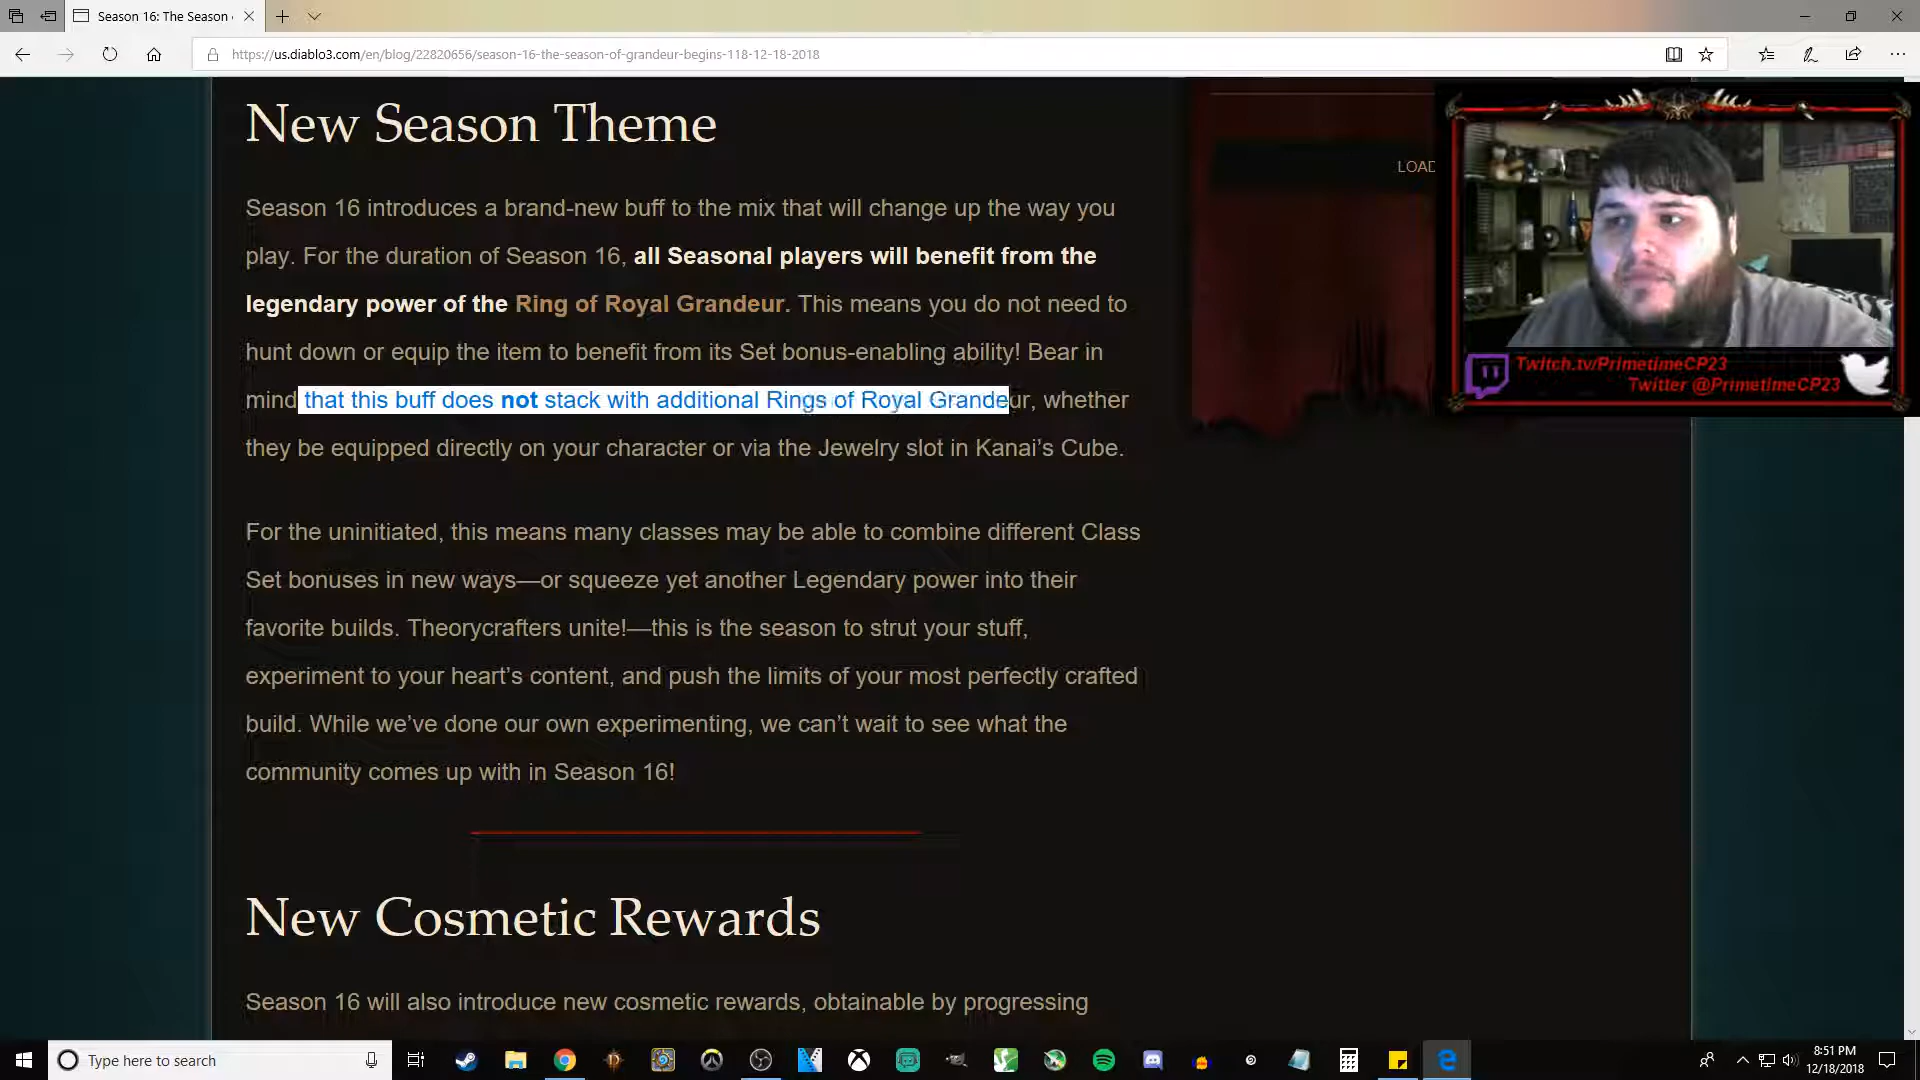 Season 16: The Season
https://us.diablo3.com/en/blog/22820656/season-16-the-season-of-grandeur-begins-118-12-18-2018
New Season Theme
LOAD
Season 16 introduces a brand-new buff to the mix that will change up the way you
play. For the duration of Season 16, all Seasonal players will benefit from the
legendary power of the Ring of Royal Grandeur. This means you do not need to
hunt down or equip the item to benefit from its Set bonus-enabling ability! Bear in
mind that this buff does not stack with additional Rings of Royal Grandeur, whether
they be equipped directly on your character or via the Jewelry slot in Kanai’s Cube.
Twitch.tv/PrimetimeCP23
Twitter @PrimetimeCP23
For the uninitiated, this means many classes may be able to combine different Class
Set bonuses in new ways—or squeeze yet another Legendary power into their
favorite builds. Theorycrafters unite!—this is the season to strut your stuff,
experiment to your heart’s content, and push the limits of your most perfectly crafted
build. While we’ve done our own experimenting, we can’t wait to see what the
community comes up with in Season 16!
New Cosmetic Rewards
Season 16 will also introduce new cosmetic rewards, obtainable by progressing
Type here to search
8:51 PM
12/18/2018